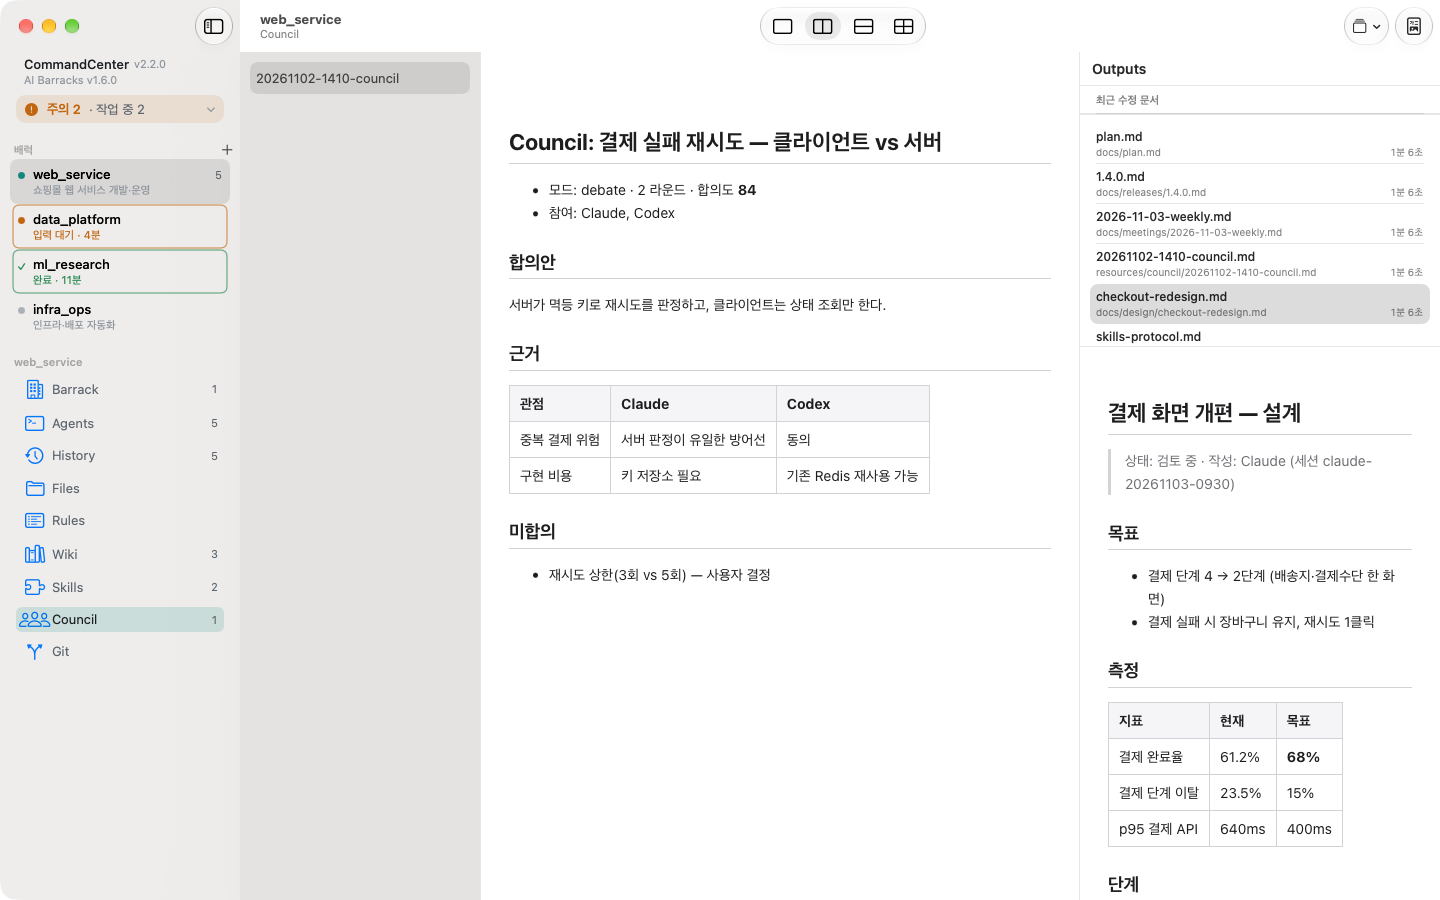 CommandCenter v2.2.0
AI Barracks v1.6.0
주의 2 · 작업 중 2
배럭
web_service 5
쇼핑몰 웹 서비스 개발·운영
data_platform
입력 대기 · 4분
ml_research
완료 · 11분
infra_ops
인프라·배포 자동화
web_service
Barrack 1
Agents 5
History 5
Files
Rules
Wiki 3
Skills 2
Council 1
Git
web_service
Council
20261102-1410-council
Council: 결제 실패 재시도 — 클라이언트 vs 서버
• 모드: debate · 2 라운드 · 합의도 84
• 참여: Claude, Codex
합의안
서버가 멱등 키로 재시도를 판정하고, 클라이언트는 상태 조회만 한다.
근거
관점 Claude Codex
중복 결제 위험 서버 판정이 유일한 방어선 동의
구현 비용 키 저장소 필요 기존 Redis 재사용 가능
미합의
• 재시도 상한(3회 vs 5회) — 사용자 결정
Outputs
최근 수정 문서
plan.md
docs/plan.md 1분 6초
1.4.0.md
docs/releases/1.4.0.md 1분 6초
2026-11-03-weekly.md
docs/meetings/2026-11-03-weekly.md 1분 6초
20261102-1410-council.md
resources/council/20261102-1410-council.md 1분 6초
checkout-redesign.md
docs/design/checkout-redesign.md 1분 6초
skills-protocol.md
결제 화면 개편 — 설계
상태: 검토 중 · 작성: Claude (세션 claude-
20261103-0930)
목표
• 결제 단계 4 → 2단계 (배송지·결제수단 한 화
면)
• 결제 실패 시 장바구니 유지, 재시도 1클릭
측정
지표 현재 목표
결제 완료율 61.2% 68%
결제 단계 이탈 23.5% 15%
p95 결제 API 640ms 400ms
단계